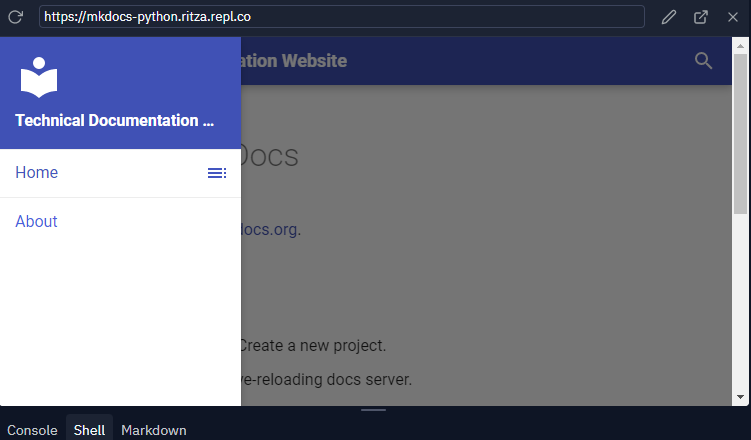 https://mkdocs-python.ritza.repl.co
Technical Documentation ...
ation Website
Home
About
Docs
docs.org.
Create a new project.
ve-reloading docs server.
Console Shell Markdown